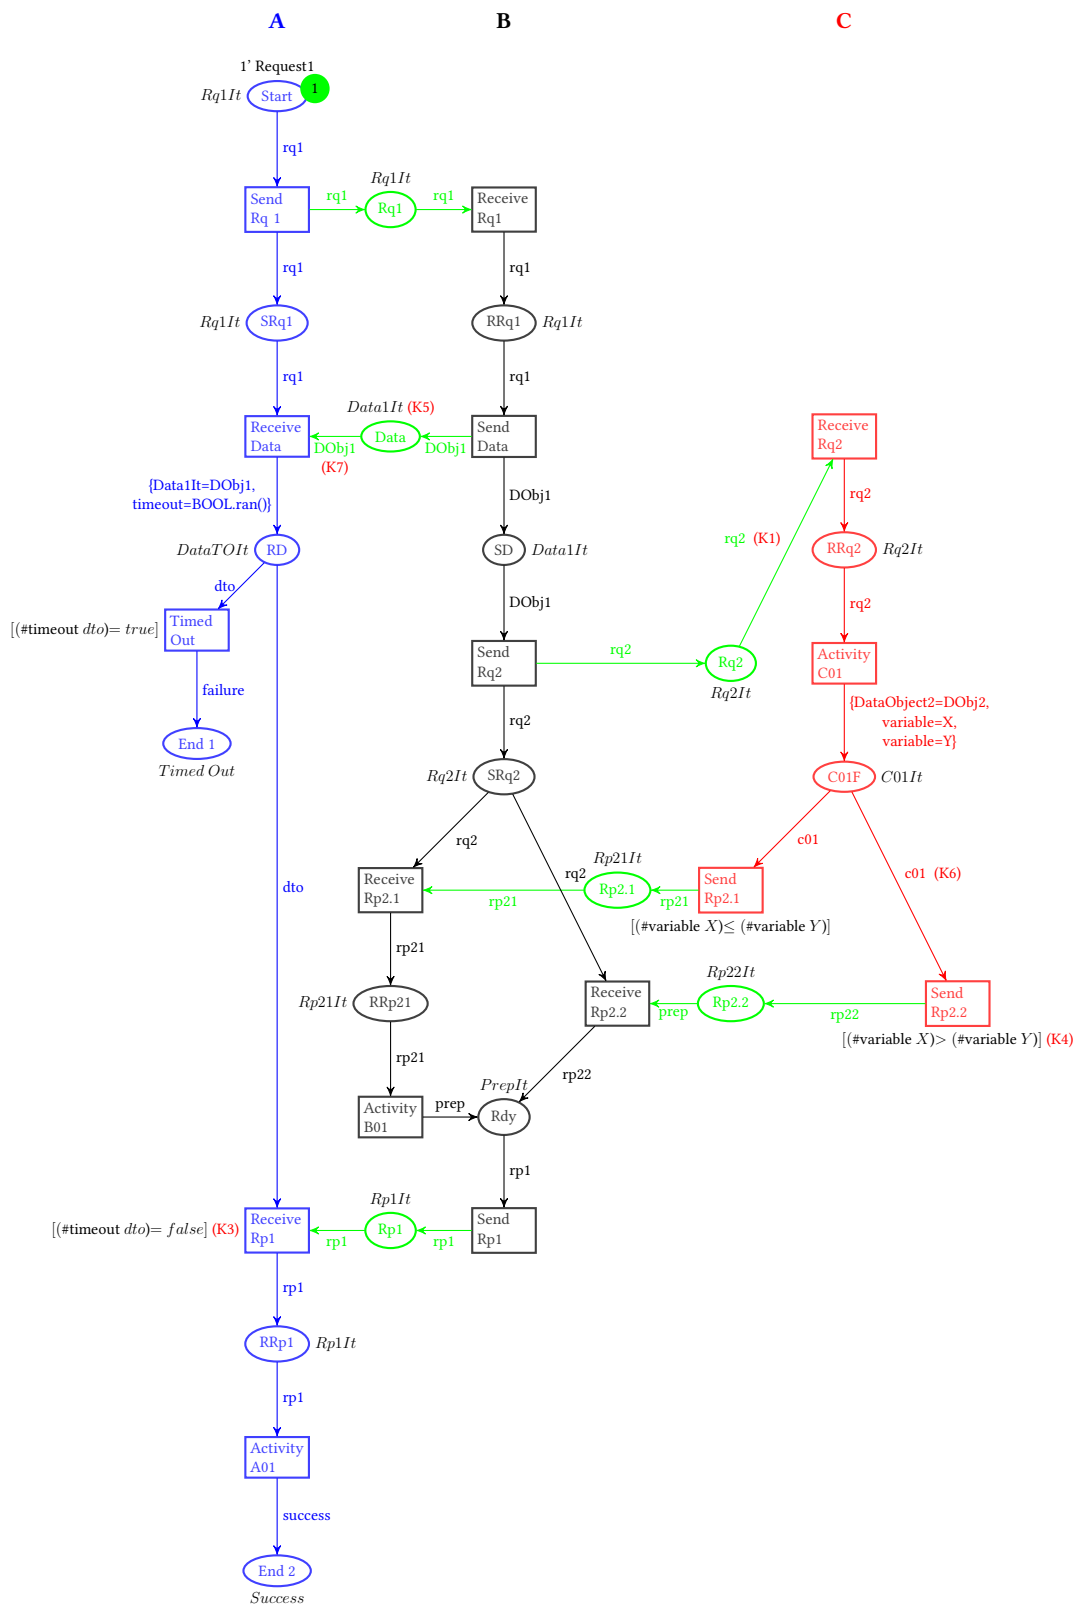 A B C
1’ Request1
Rq1It Start 1
rq1
Rq1It
Send
Rq 1
rq1
Rq1
rq1
Receive
Rq1
rq1
rq1
Rq1It SRq1
RRq1 Rq1It
rq1
rq1
Data1It (K5)
Receive
Data
DObj1
(K7)
Data
DObj1
Send
Data
Receive
Rq2
{Data1It=DObj1,
timeout=BOOL.ran()}
DObj1
rq2
rq2 (K1)
DataTOIt RD
SD Data1It
RRq2 Rq2It
dto
DObj1
rq2
[(#timeout dto)= true]
Timed
Out
Send
Rq2
rq2
Rq2
Rq2It
Activity
C01
failure
rq2
{DataObject2=DObj2,
variable=X,
variable=Y}
End 1
Timed Out
Rq2It SRq2
C01F C01It
rq2
rq2
c01
c01 (K6)
dto
Receive
Rp2.1
rp21
Rp21It
Rp2.1
rp21
Send
Rp2.1
[(#variable X)≤ (#variable Y)]
rp21
Rp21It RRp21
Receive
Rp2.2
prep
Rp22It
Rp2.2
rp22
Send
Rp2.2
[(#variable X)> (#variable Y)] (K4)
rp21
rp22
PrepIt
Activity
B01
prep
Rdy
rp1
Rp1It
[(#timeout dto)= false] (K3)
Receive
Rp1
rp1
Rp1
rp1
Send
Rp1
rp1
RRp1 Rp1It
rp1
Activity
A01
success
End 2
Success